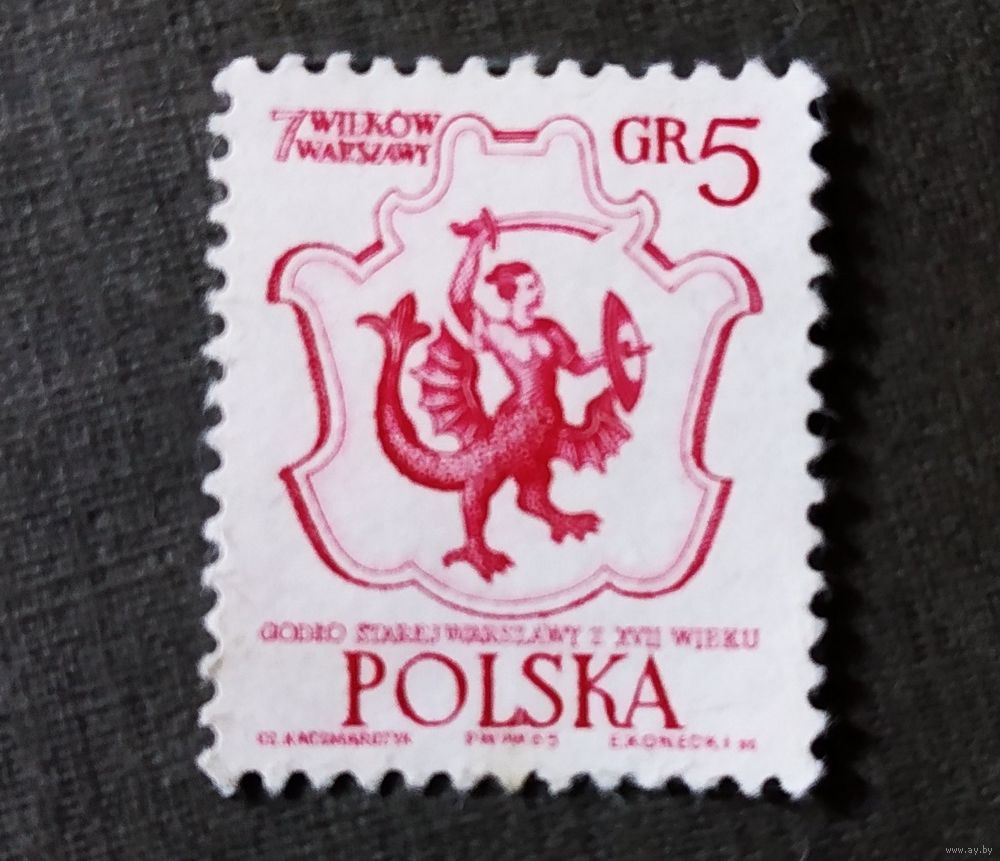 7 WIEKÓW
WARSZAWY
GR 5
GODŁO STAREJ WARSZAWY Z XVII WIEKU
POLSKA
www.ay.by